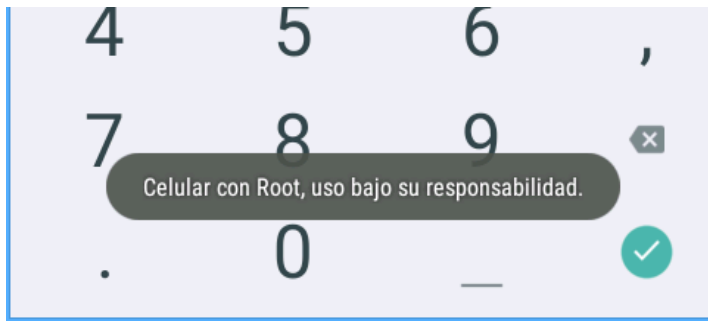 4 5 6 ,
7 8 9
Celular con Root, uso bajo su responsabilidad.
. 0 _